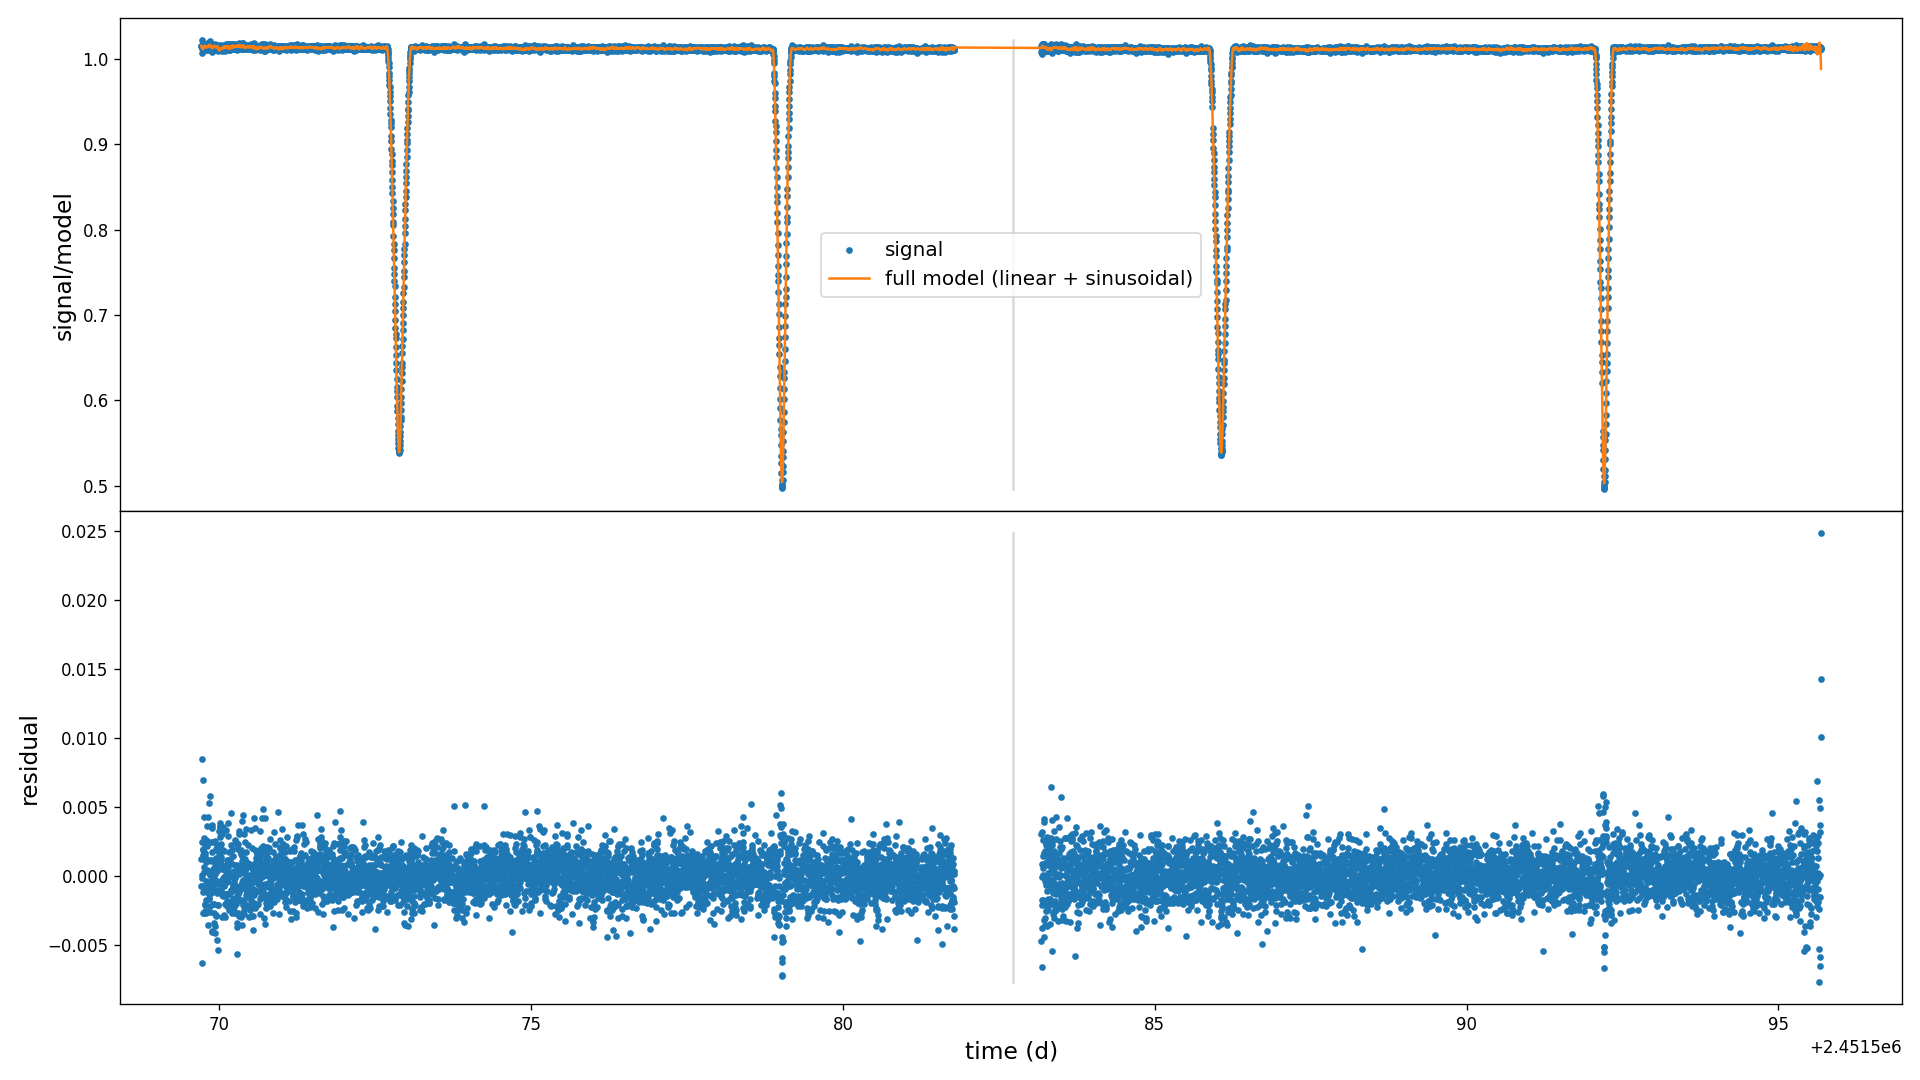 1.0
0.9
0.8
0.7
0.6
0.5
signal/model
signal
full model (linear + sinusoidal)
0.025
0.020
0.015
0.010
0.005
0.000
−0.005
residual
70 75 80 85 90 95
time (d)
+2.4515e6